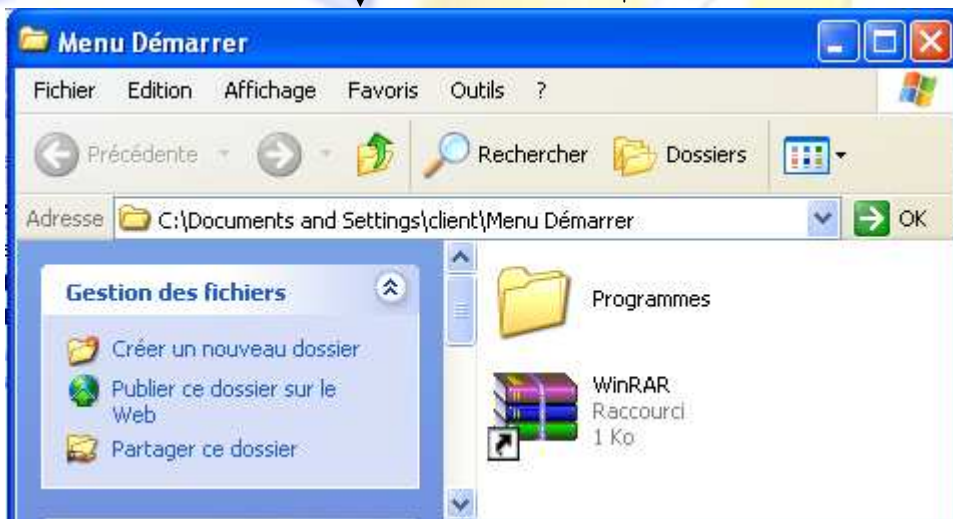 Menu Démarrer
Fichier Edition Affichage Favoris Outils ?
Précédente Rechercher Dossiers
Adresse C:\Documents and Settings\client\Menu Démarrer OK
Gestion des fichiers
Créer un nouveau dossier
Publier ce dossier sur le
Web
Partager ce dossier
Programmes
WinRAR
Raccourci
1 Ko